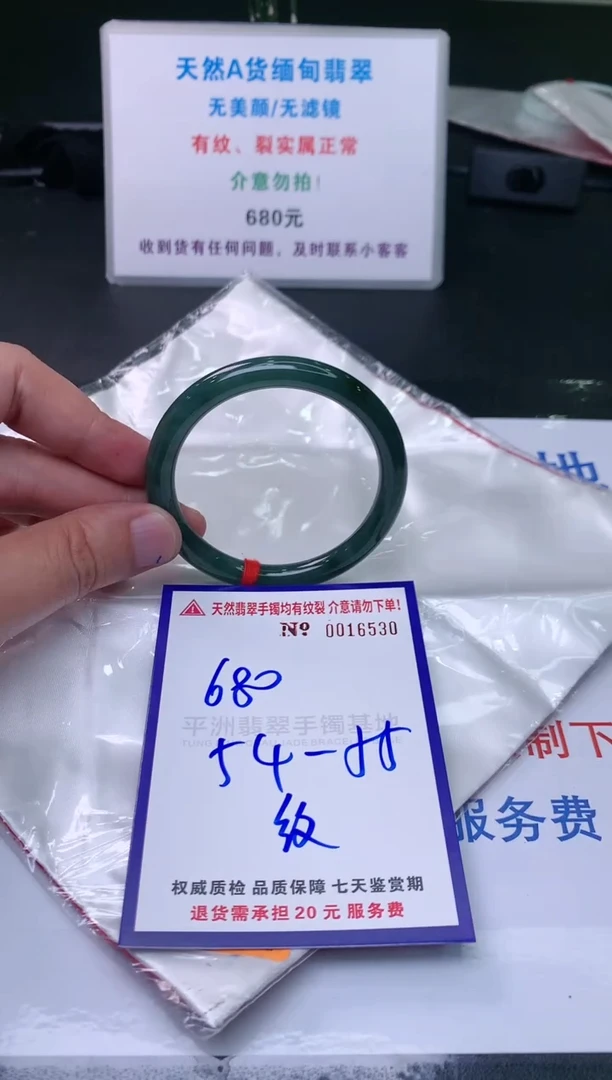 天然A货缅甸翡翠
无美颜/无滤镜
有纹、裂实属正常
介意勿拍!
680元
收到货有任何问题，及时联系小客客
地
天然翡翠手镯均有纹裂 介意请勿下单!
No 0016530
680
平洲翡翠手镯基地
54-55
纹
制下
服务费
权威质检 品质保障 七天鉴赏期
退货需承担 20 元 服务费